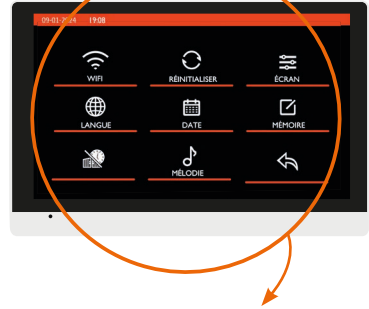 09-01-2024 19:08
WIFI RÉINITIALISER ÉCRAN
LANGUE DATE MÉMOIRE
MÉLODIE